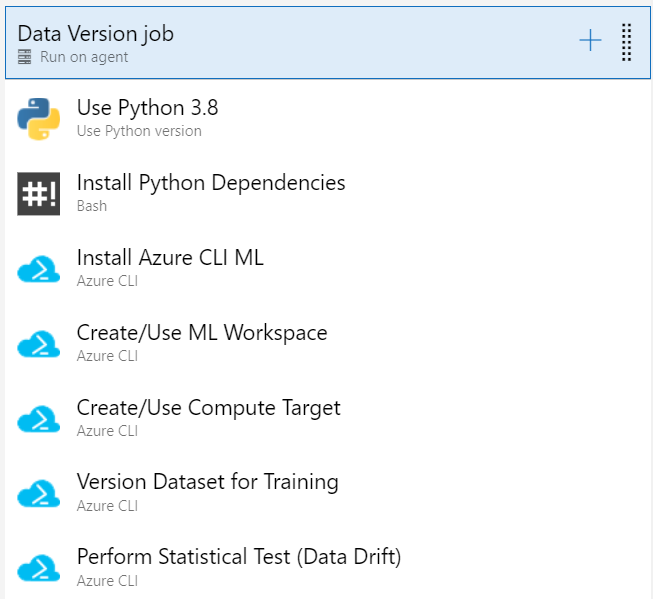 Data Version job
Run on agent
Use Python 3.8
Use Python version
#!
Install Python Dependencies
Bash
Install Azure CLI ML
Azure CLI
Create/Use ML Workspace
Azure CLI
Create/Use Compute Target
Azure CLI
Version Dataset for Training
Azure CLI
Perform Statistical Test (Data Drift)
Azure CLI